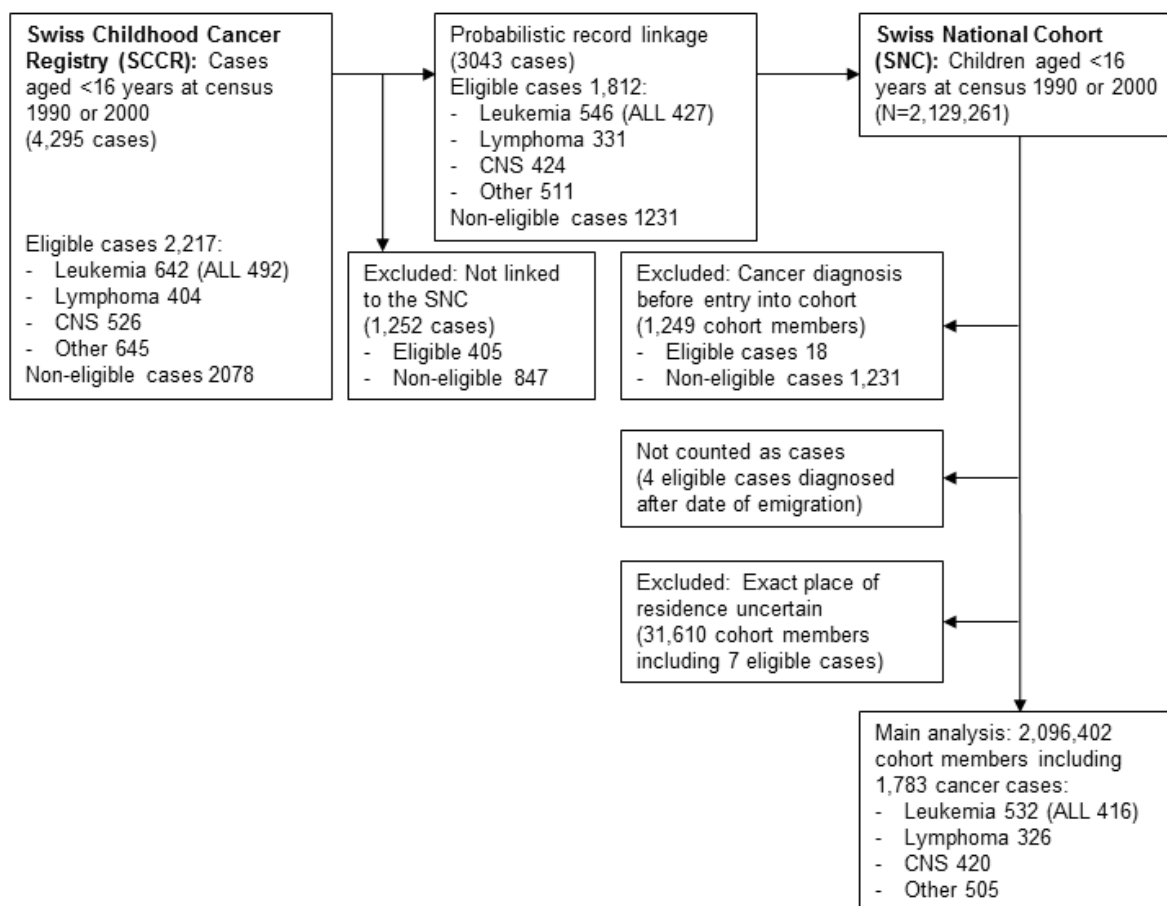 Swiss Childhood Cancer
Registry (SCCR): Cases
aged <16 years at census
1990 or 2000
(4,295 cases)
Eligible cases 2,217:
- Leukemia 642 (ALL 492)
- Lymphoma 404
- CNS 526
- Other 645
Non-eligible cases 2078
Probabilistic record linkage
(3043 cases)
Eligible cases 1,812:
- Leukemia 546 (ALL 427)
- Lymphoma 331
- CNS 424
- Other 511
Non-eligible cases 1231
Swiss National Cohort
(SNC): Children aged <16
years at census 1990 or 2000
(N=2,129,261)
Excluded: Not linked
to the SNC
(1,252 cases)
- Eligible 405
- Non-eligible 847
Excluded: Cancer diagnosis
before entry into cohort
(1,249 cohort members)
- Eligible cases 18
- Non-eligible cases 1,231
Not counted as cases
(4 eligible cases diagnosed
after date of emigration)
Excluded: Exact place of
residence uncertain
(31,610 cohort members
including 7 eligible cases)
Main analysis: 2,096,402
cohort members including
1,783 cancer cases:
- Leukemia 532 (ALL 416)
- Lymphoma 326
- CNS 420
- Other 505